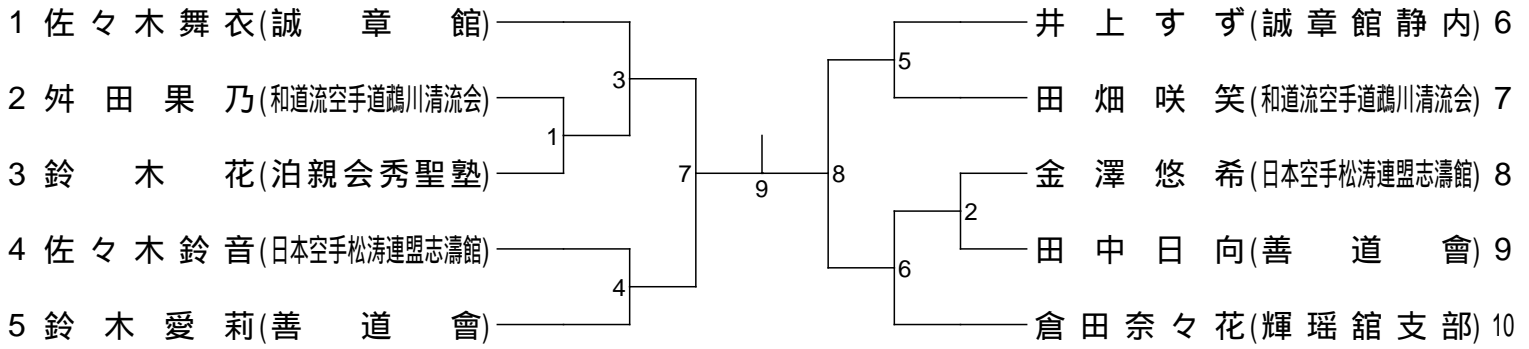 1 佐々木舞衣(誠章館)
2 舛田果乃(和道流空手道鵡川清流会)
3 鈴木花(泊親会秀聖塾)
4 佐々木鈴音(日本空手松涛連盟志濤館)
5 鈴木愛莉(善道會)
3
1
7
4
9
8
5
2
6
井上すず(誠章館静内) 6
田畑咲笑(和道流空手道鵡川清流会) 7
金澤悠希(日本空手松涛連盟志濤館) 8
田中日向(善道會) 9
倉田奈々花(輝瑶舘支部) 10